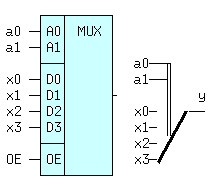 a0 A0 MUX
a1 A1
x0 D0
x1 D1
x2 D2
x3 D3
OE OE
a0
a1
y
x0
x1
x2
x3